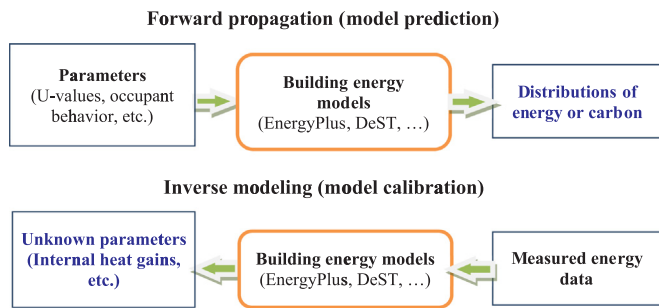 Forward propagation (model prediction)
Parameters
(U-values, occupant
behavior, etc.)
Building energy
models
(EnergyPlus, DeST, …)
Distributions of
energy or carbon
Inverse modeling (model calibration)
Unknown parameters
(Internal heat gains,
etc.)
Building energy models
(EnergyPlus, DeST, …)
Measured energy
data